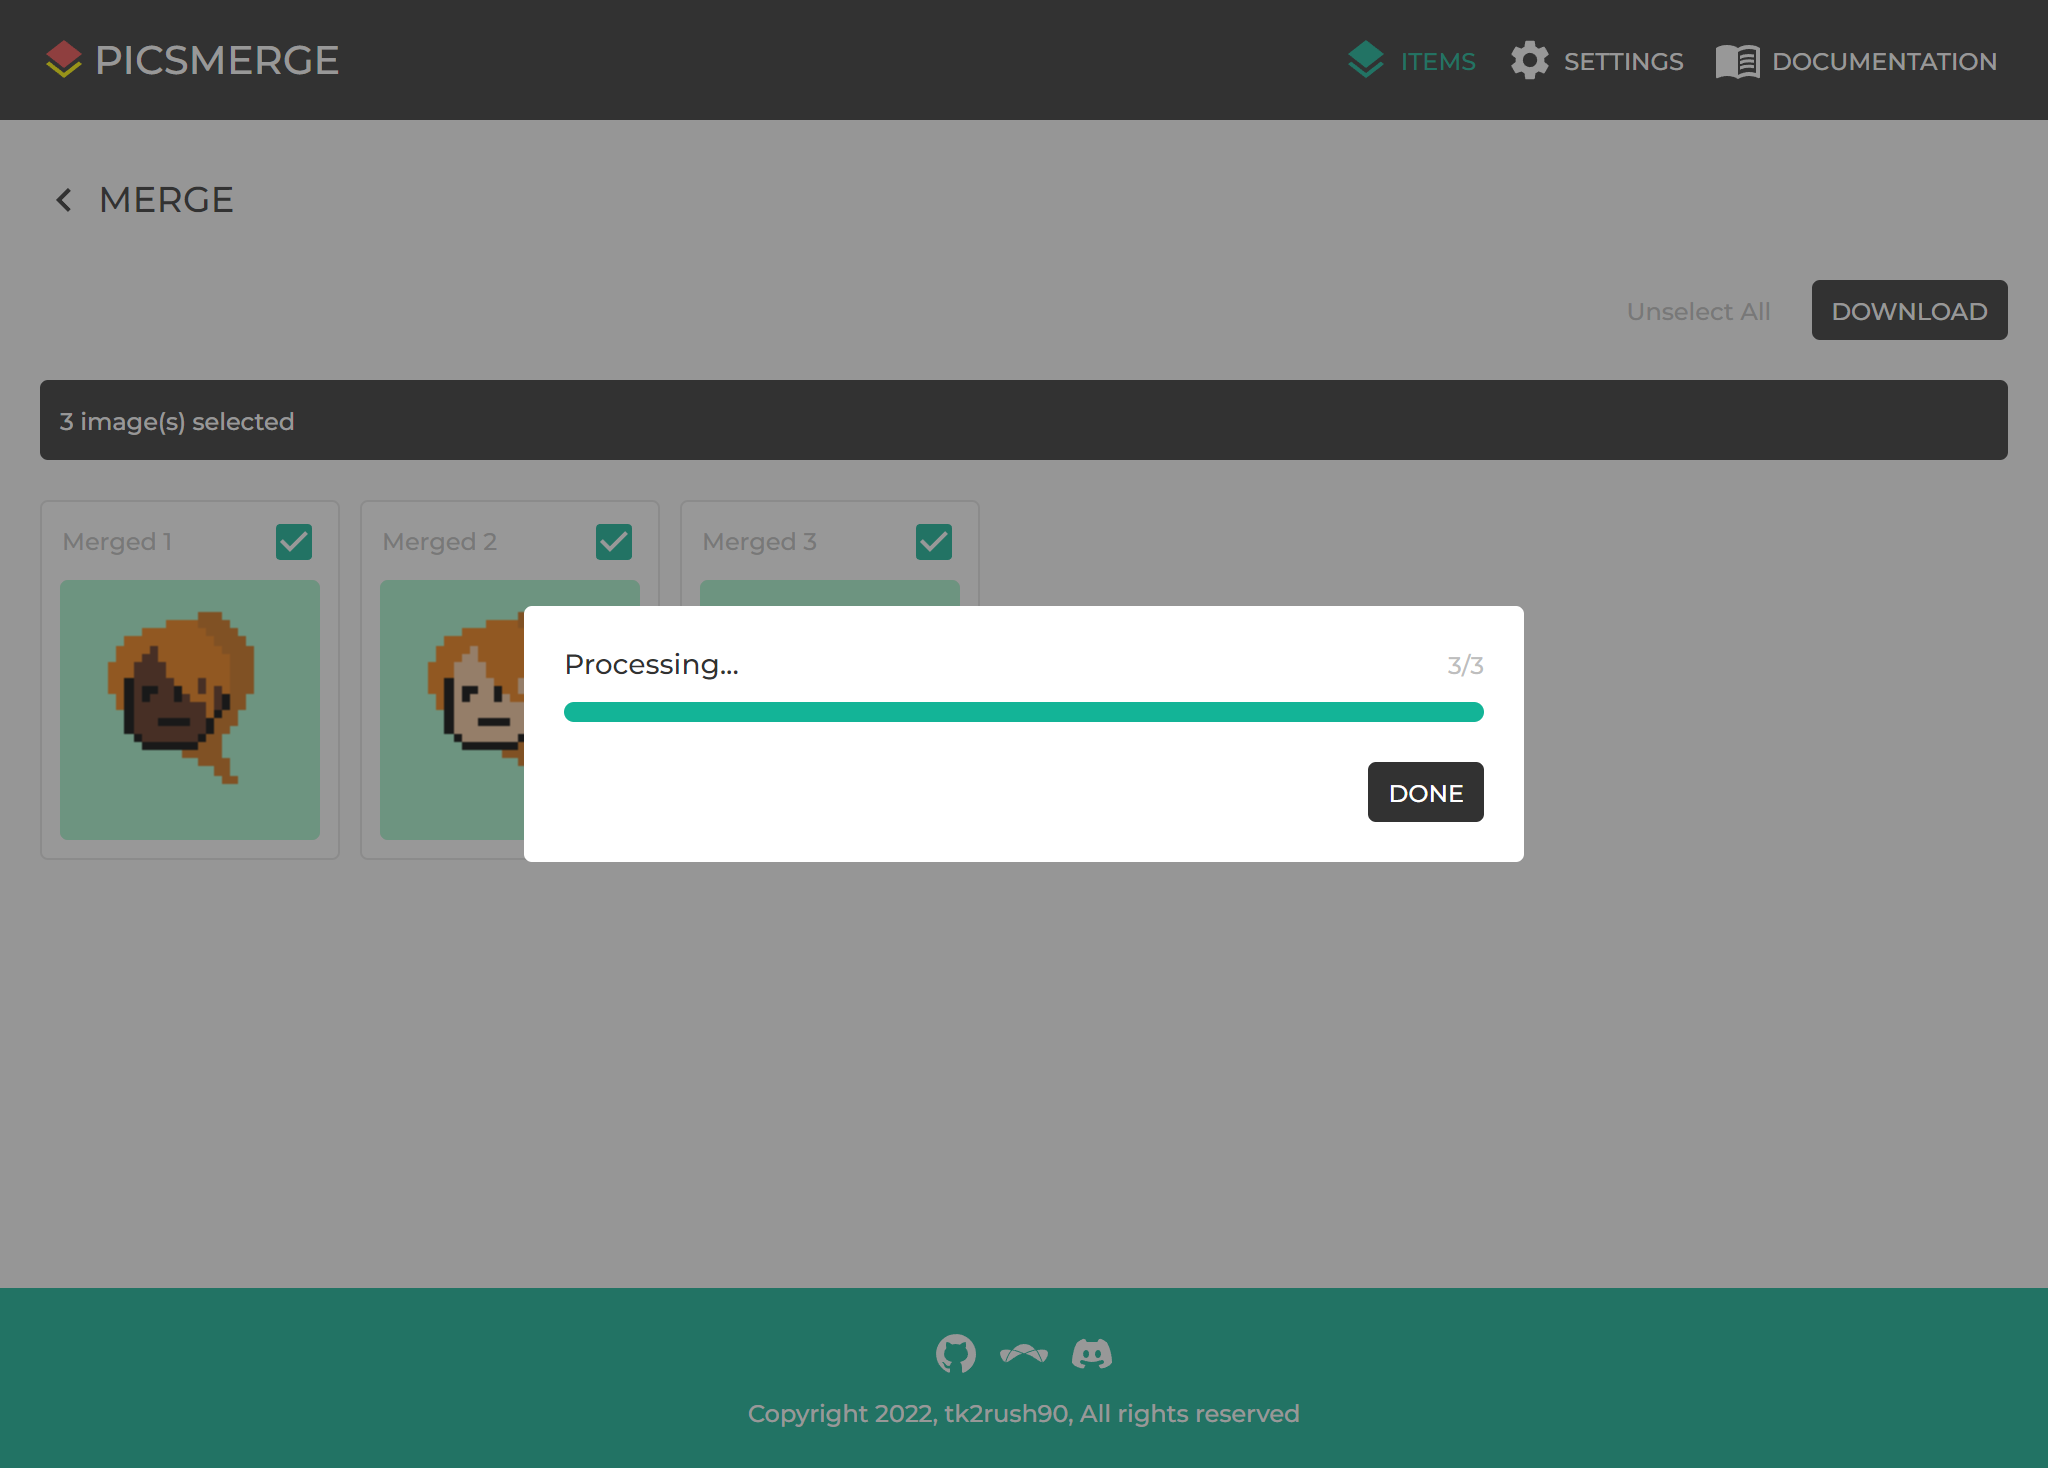 PICSMERGE
ITEMS SETTINGS DOCUMENTATION
MERGE
Unselect All DOWNLOAD
3 image(s) selected
Merged 1 Merged 2 Merged 3
Processing... 3/3
DONE
Copyright 2022, tk2rush90, All rights reserved